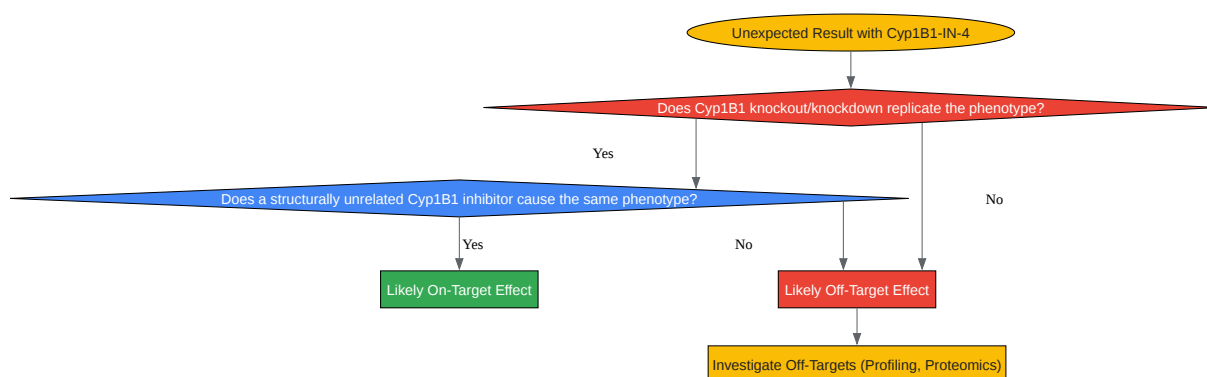 Unexpected Result with Cyp1B1-IN-4
Does Cyp1B1 knockout/knockdown replicate the phenotype?
Yes
Does a structurally unrelated Cyp1B1 inhibitor cause the same phenotype?
No
Yes
No
Likely On-Target Effect
Likely Off-Target Effect
Investigate Off-Targets (Profiling, Proteomics)